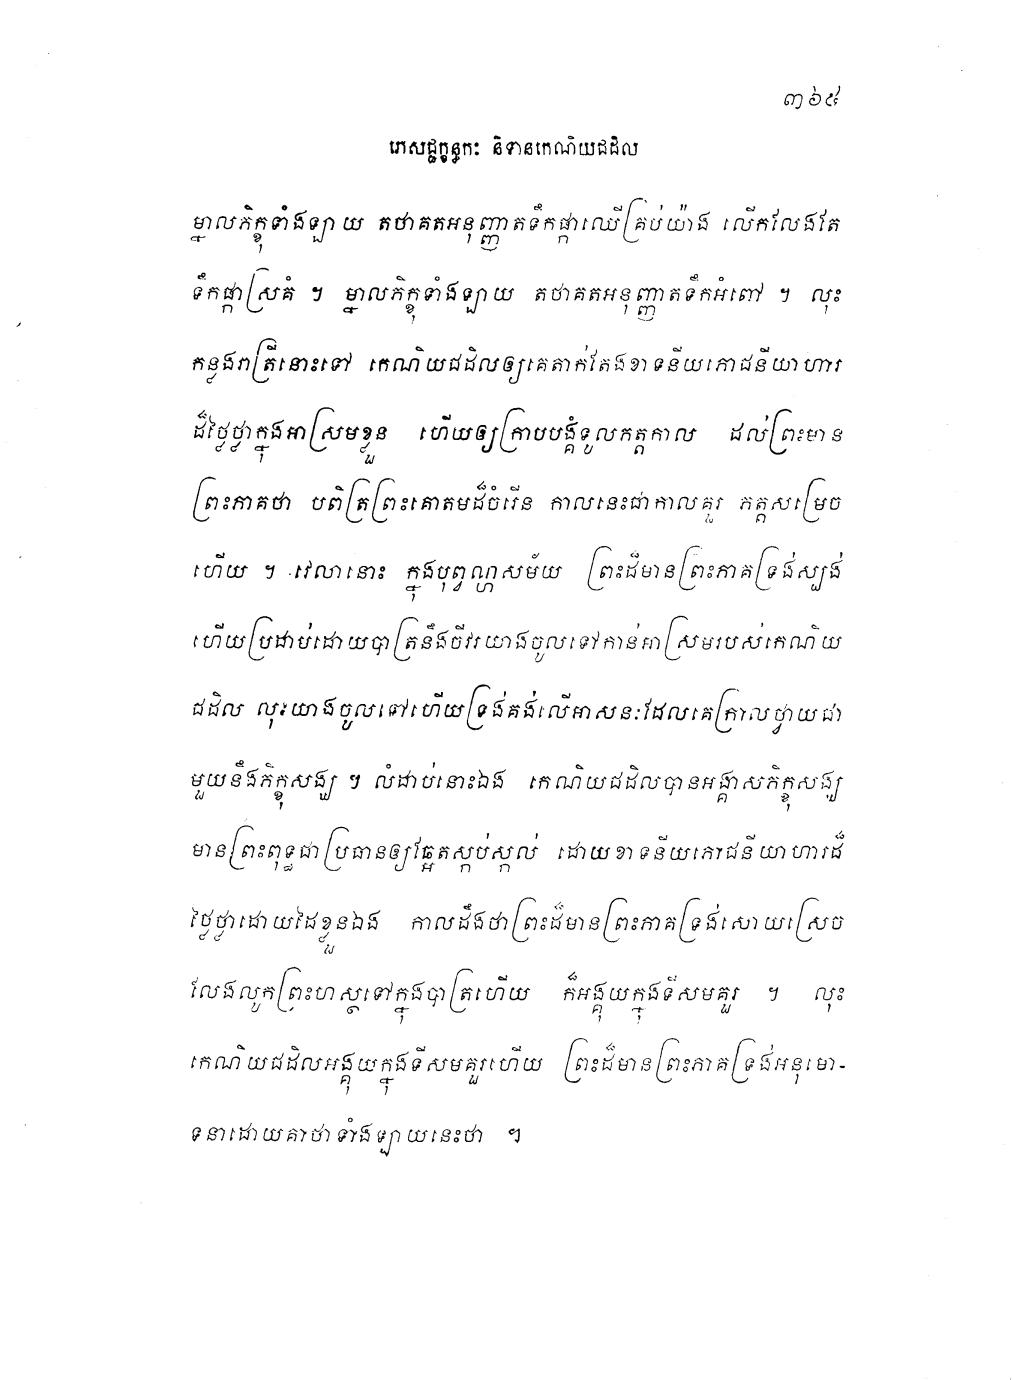 ៣៦៩
ភេសជ្ជក្ខន្ធកៈ និទានកេណិយជដិល
ម្នាលភិក្ខុទាំងឡាយ តថាគតអនុញ្ញាតទឹកផ្កាឈើគ្រប់យ៉ាង លើកលែងតែ
ទឹកផ្កាស្រគំ ។ ម្នាលភិក្ខុទាំងឡាយ តថាគតអនុញ្ញាតទឹកអំពៅ ។ លុះ
កន្លងរាត្រីនោះទៅ កេណិយជដិលឲ្យគេតាក់តែងខាទនីយភោជនីយាហារ
ដ៏ថ្ងៃថ្លាក្នុងអាស្រមខ្លួន ហើយឲ្យក្រាបបង្គំទូលភត្តកាល ដល់ព្រះមាន
ព្រះភាគថា បពិត្រព្រះគោតមដ៏ចំរើន កាលនេះជាកាលគួរ ភត្តសម្រេច
ហើយ ។ វេលានោះ ក្នុងបុព្វណ្ហសម័យ ព្រះដ៏មានព្រះភាគទ្រង់ស្បង់
ហើយប្រដាប់ដោយបាត្រនឹងចីវរយាងចូលទៅកាន់អាស្រមរបស់កេណិយ
ជដិល លុះយាងចូលទៅហើយទ្រង់គង់លើអាសនៈដែលគេក្រាលថ្វាយជា
មួយនឹងភិក្ខុសង្ឃ ។ លំដាប់នោះឯង កេណិយជដិលបានអង្គាសភិក្ខុសង្ឃ
មានព្រះពុទ្ធជាប្រធានឲ្យឆ្អែតស្កប់ស្កល់ ដោយខាទនីយភោជនីយាហារដ៏
ថ្ងៃថ្លាដោយដៃខ្លួនឯង កាលដឹងថាព្រះដ៏មានព្រះភាគទ្រង់សោយស្រេច
លែងលូកព្រះហស្តទៅក្នុងបាត្រហើយ ក៏អង្គុយក្នុងទីសមគួរ ។ លុះ
កេណិយជដិលអង្គុយក្នុងទីសមគួរហើយ ព្រះដ៏មានព្រះភាគទ្រង់អនុមោ-
ទនាដោយគាថាទាំងឡាយនេះថា ។